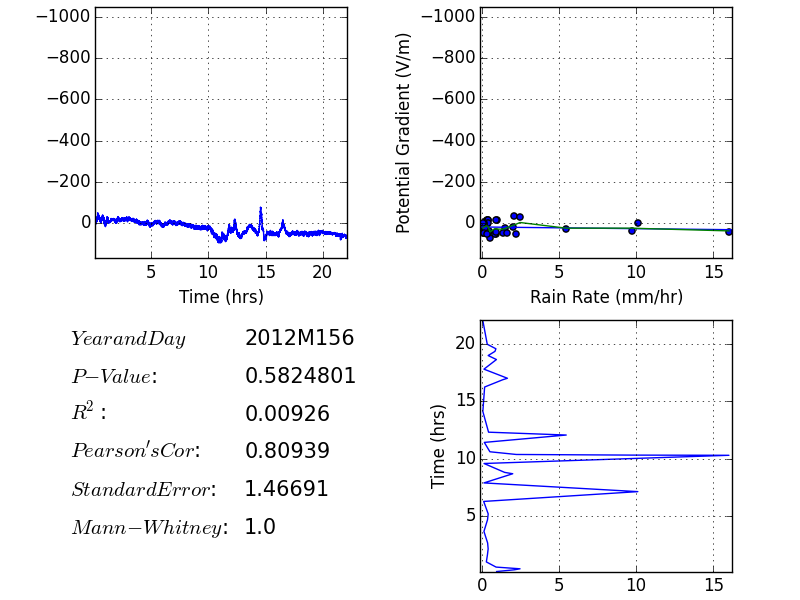 −1000
−800
−600
−400
−200
0
5
10
15
20
Time (hrs)
Potential Gradient (V/m)
−1000
−800
−600
−400
−200
0
0
5
10
15
Rain Rate (mm/hr)
YearandDay 2012M156
P−Value: 0.5824801
R²: 0.00926
Pearson'sCor: 0.80939
StandardError: 1.46691
Mann−Whitney: 1.0
Time (hrs)
20
15
10
5
0
5
10
15